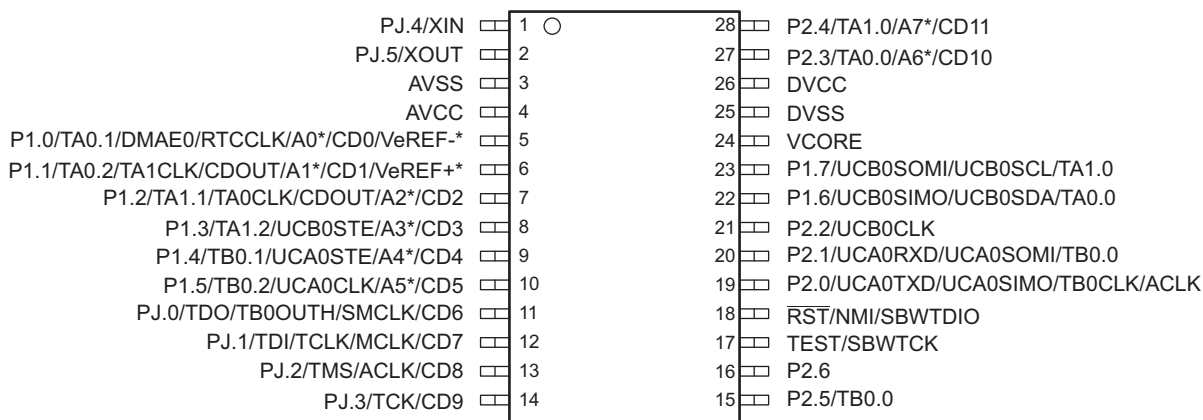 PJ.4/XIN 1 28 P2.4/TA1.0/A7*/CD11
PJ.5/XOUT 2 27 P2.3/TA0.0/A6*/CD10
AVSS 3 26 DVCC
AVCC 4 25 DVSS
P1.0/TA0.1/DMAE0/RTCCLK/A0*/CD0/VeREF-* 5 24 VCORE
P1.1/TA0.2/TA1CLK/CDOUT/A1*/CD1/VeREF+* 6 23 P1.7/UCB0SOMI/UCB0SCL/TA1.0
P1.2/TA1.1/TA0CLK/CDOUT/A2*/CD2 7 22 P1.6/UCB0SIMO/UCB0SDA/TA0.0
P1.3/TA1.2/UCB0STE/A3*/CD3 8 21 P2.2/UCB0CLK
P1.4/TB0.1/UCA0STE/A4*/CD4 9 20 P2.1/UCA0RXD/UCA0SOMI/TB0.0
P1.5/TB0.2/UCA0CLK/A5*/CD5 10 19 P2.0/UCA0TXD/UCA0SIMO/TB0CLK/ACLK
PJ.0/TDO/TB0OUTH/SMCLK/CD6 11 18 RST/NMI/SBWTDIO
PJ.1/TDI/TCLK/MCLK/CD7 12 17 TEST/SBWTCK
PJ.2/TMS/ACLK/CD8 13 16 P2.6
PJ.3/TCK/CD9 14 15 P2.5/TB0.0